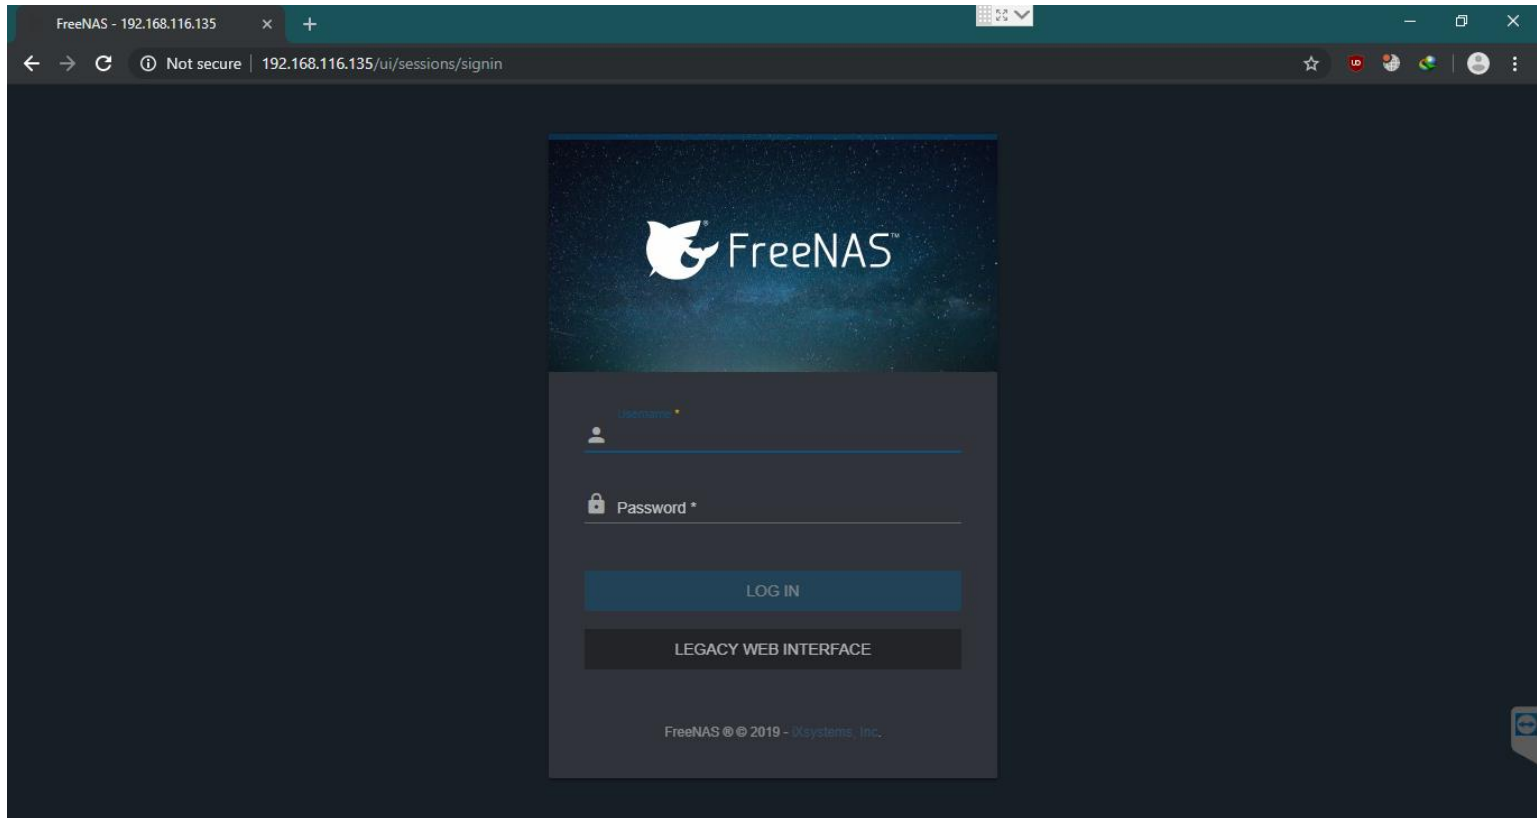 FreeNAS - 192.168.116.135
Not secure | 192.168.116.135/ui/sessions/signin
FreeNAS™
Username *
Password *
LOG IN
LEGACY WEB INTERFACE
FreeNAS ® © 2019 - iXsystems, Inc.